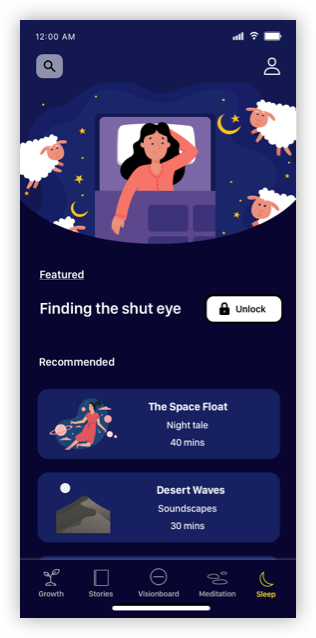 12:00 AM
Featured
Finding the shut eye
Unlock
Recommended
The Space Float
Night tale
40 mins
Desert Waves
Soundscapes
30 mins
Growth
Stories
Visionboard
Meditation
Sleep